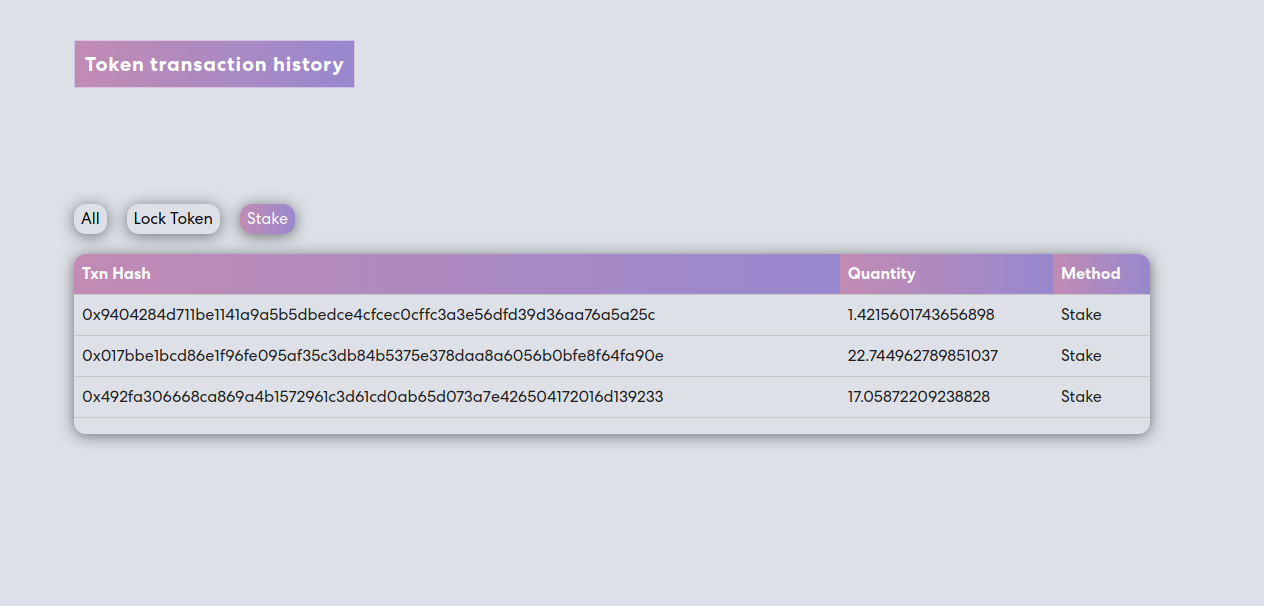 Token transaction history
All Lock Token Stake
Txn Hash Quantity Method
0x9404284d711be1141a9a5b5dbedce4cfcec0cffc3a3e56dfd39d36aa76a5a25c 1.4215601743656898 Stake
0x017bbe1bcd86e1f96fe095af35c3db84b5375e378daa8a6056b0bfe8f64fa90e 22.744962789851037 Stake
0x492fa306668ca869a4b1572961c3d61cd0ab65d073a7e426504172016d139233 17.05872209238828 Stake